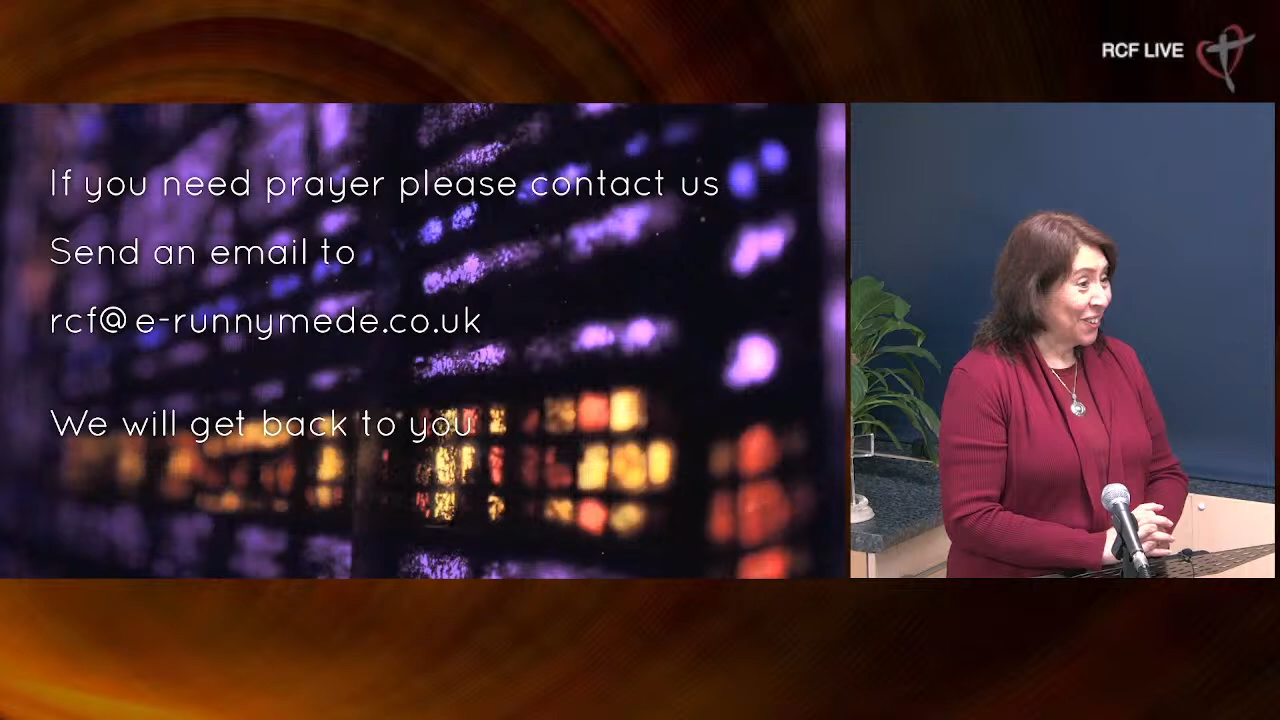 RCF LIVE
If you need prayer please contact us
Send an email to
rcf@e-runnymede.co.uk
We will get back to you